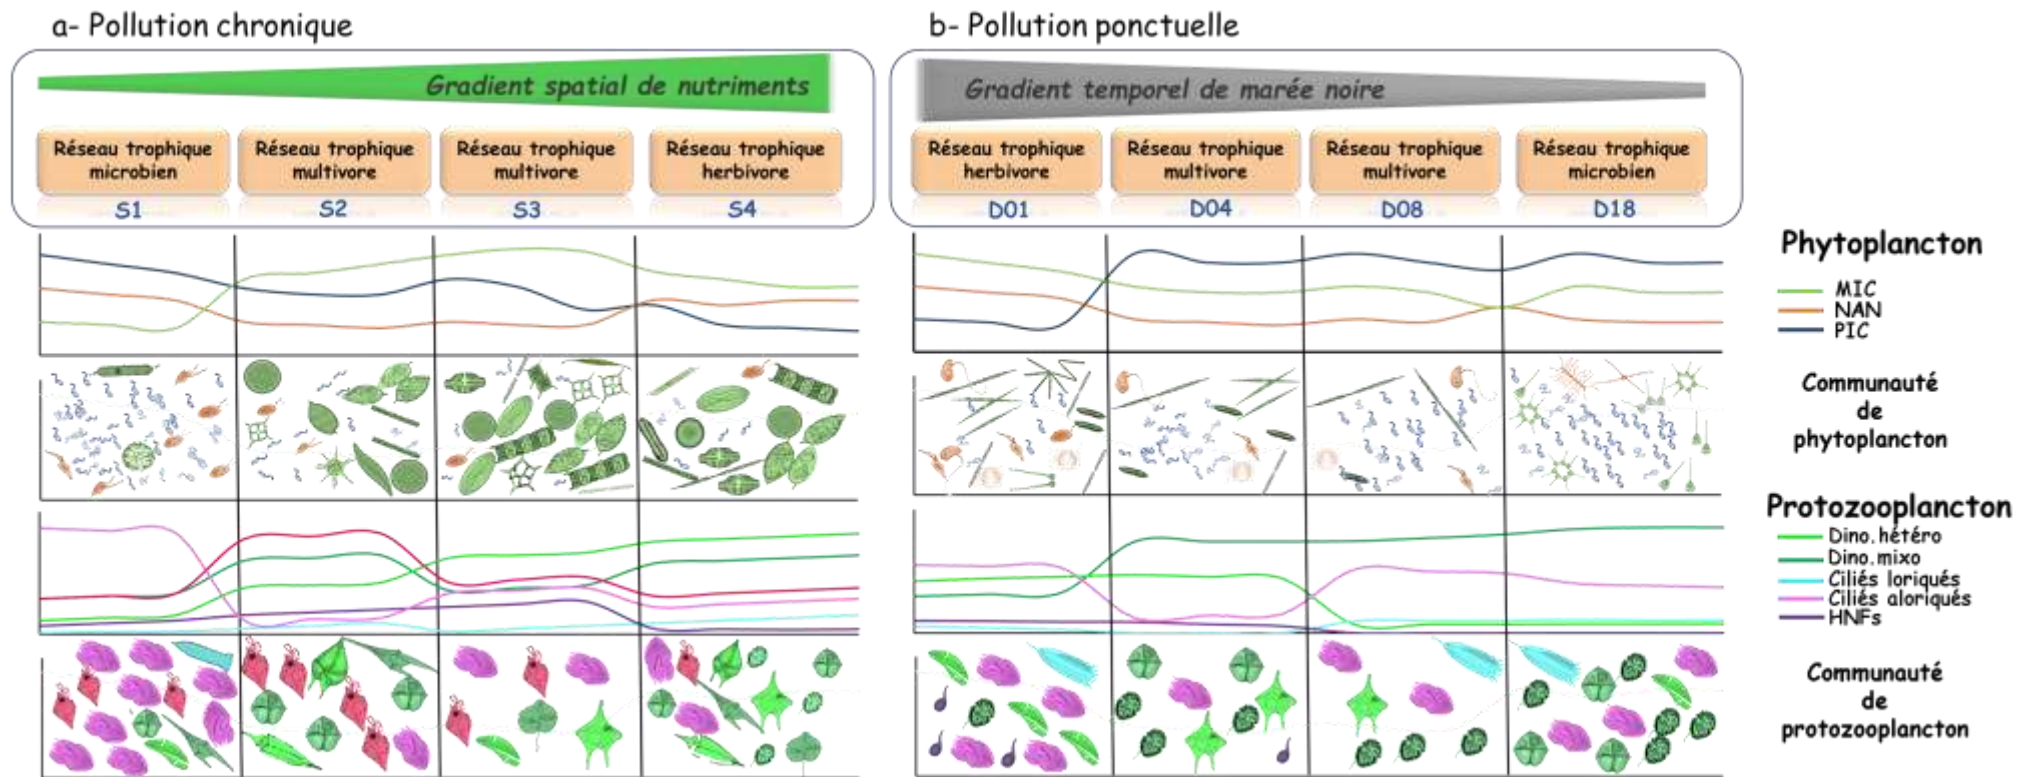 a- Pollution chronique
Gradient spatial de nutriments
Réseau trophique
microbien
Réseau trophique
multivore
Réseau trophique
multivore
Réseau trophique
herbivore
S1
S2
S3
S4
b- Pollution ponctuelle
Gradient temporel de marée noire
Réseau trophique
herbivore
Réseau trophique
multivore
Réseau trophique
multivore
Réseau trophique
microbien
D01
D04
D08
D18
Phytoplancton
MIC
NAN
PIC
Communauté
de
phytoplancton
Protozooplancton
Dino.hétéro
Dino.mixo
Ciliés loriqués
Ciliés aloriqués
HNFs
Communauté
de
protozooplancton